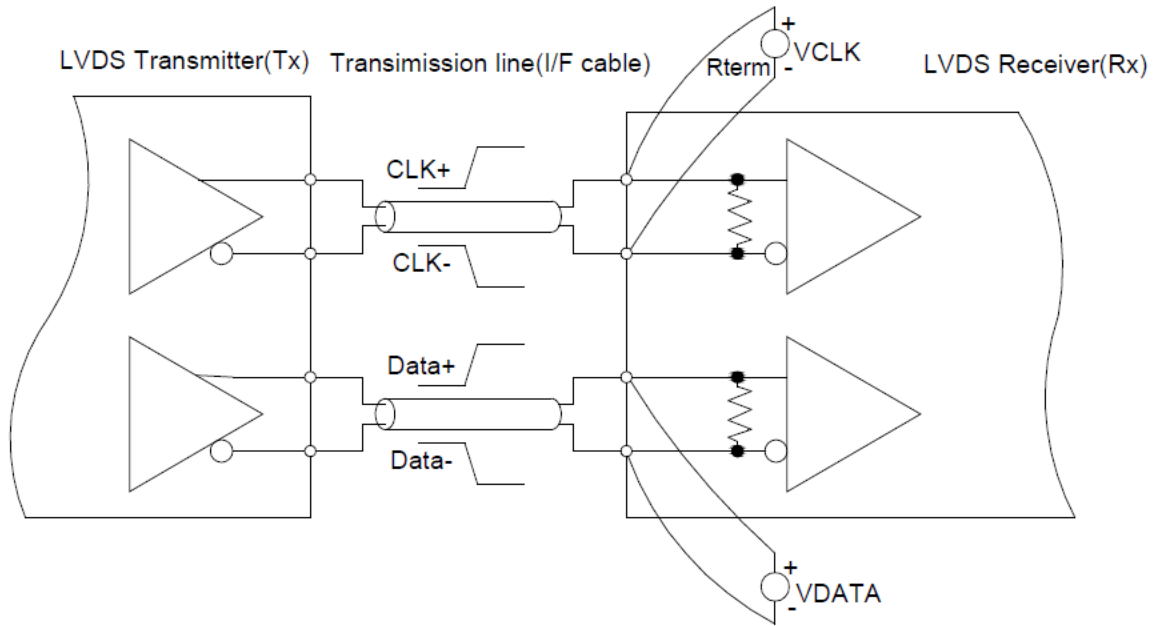 LVDS Transmitter(Tx)
Transimission line(I/F cable)
+
VCLK
-
Rterm
LVDS Receiver(Rx)
CLK+
CLK-
Data+
Data-
+
VDATA
-